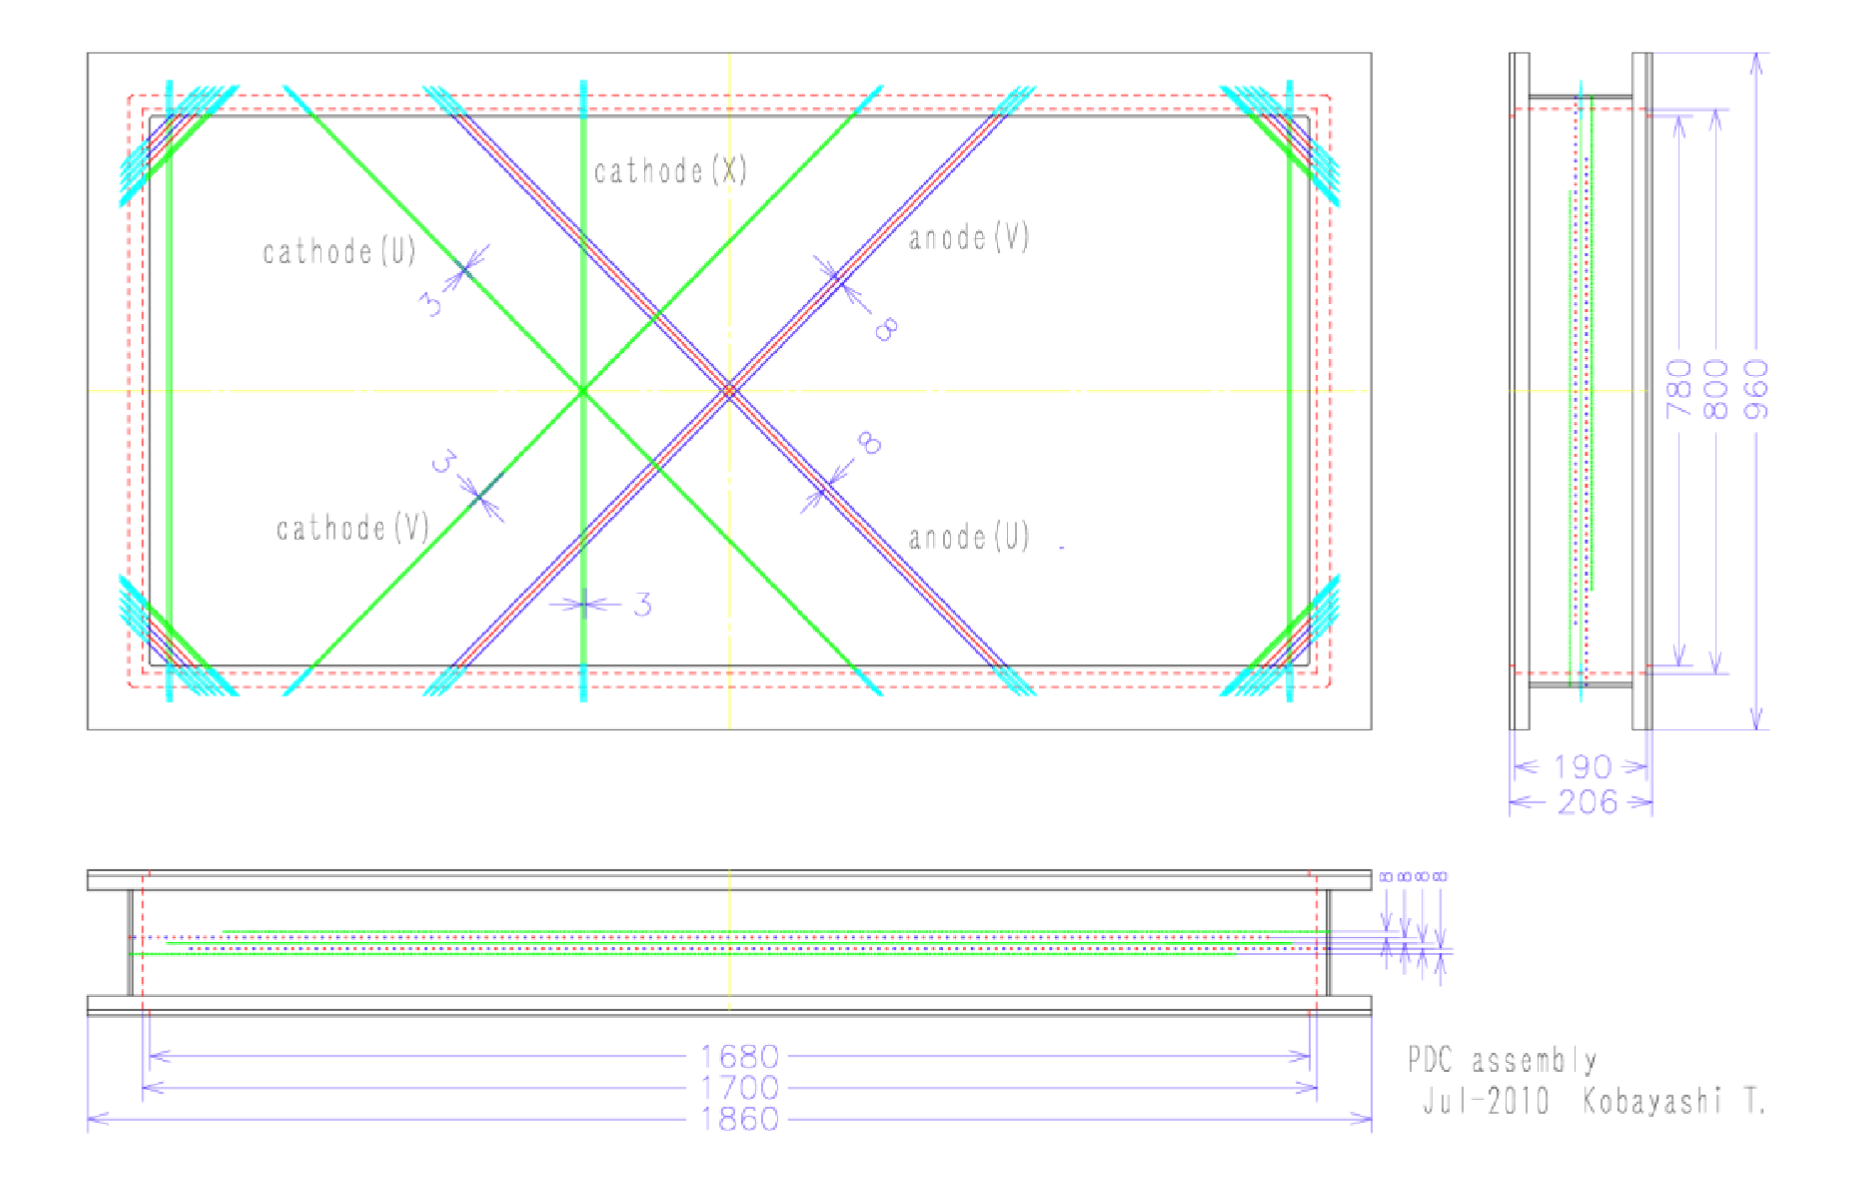 cathode(X)
cathode(U)
anode(V)
3
8
3
8
cathode(V)
anode(U)
3
780
800
960
190
206
8 8 8 8
1680
1700
1860
PDC assembly
Jul-2010 Kobayashi T.